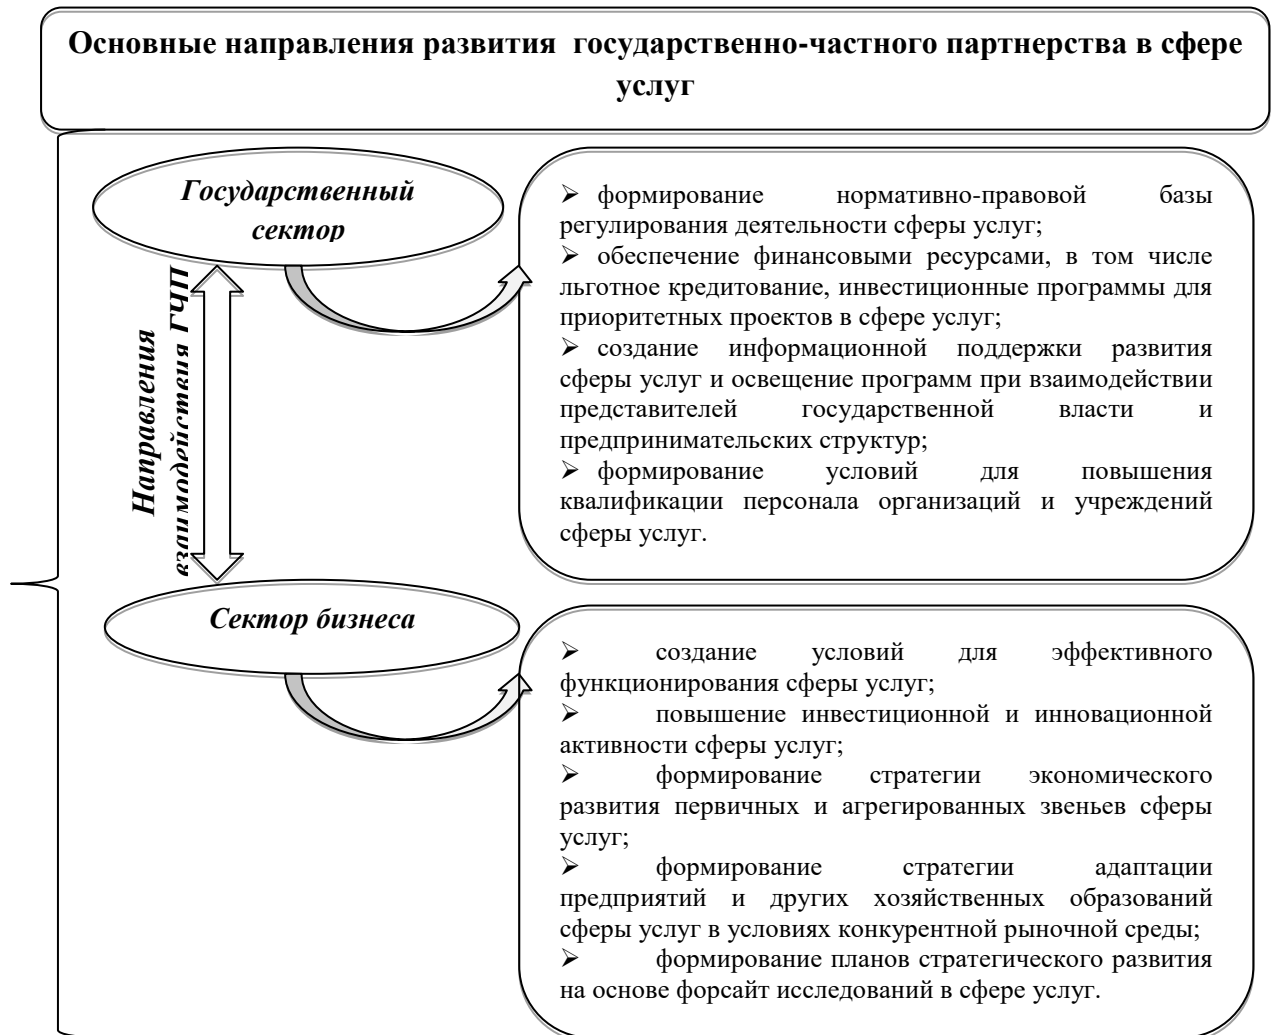 Основные направления развития государственно-частного партнерства в сфере
услуг
Государственный
сектор
➢ формирование нормативно-правовой базы
регулирования деятельности сферы услуг;
➢ обеспечение финансовыми ресурсами, в том числе
льготное кредитование, инвестиционные программы для
приоритетных проектов в сфере услуг;
➢ создание информационной поддержки развития
сферы услуг и освещение программ при взаимодействии
представителей государственной власти и
предпринимательских структур;
➢ формирование условий для повышения
квалификации персонала организаций и учреждений
сферы услуг.
Направления
взаимодействия ГЧП
Сектор бизнеса
➢ создание условий для эффективного
функционирования сферы услуг;
➢ повышение инвестиционной и инновационной
активности сферы услуг;
➢ формирование стратегии экономического
развития первичных и агрегированных звеньев сферы
услуг;
➢ формирование стратегии адаптации
предприятий и других хозяйственных образований
сферы услуг в условиях конкурентной рыночной среды;
➢ формирование планов стратегического развития
на основе форсайт исследований в сфере услуг.